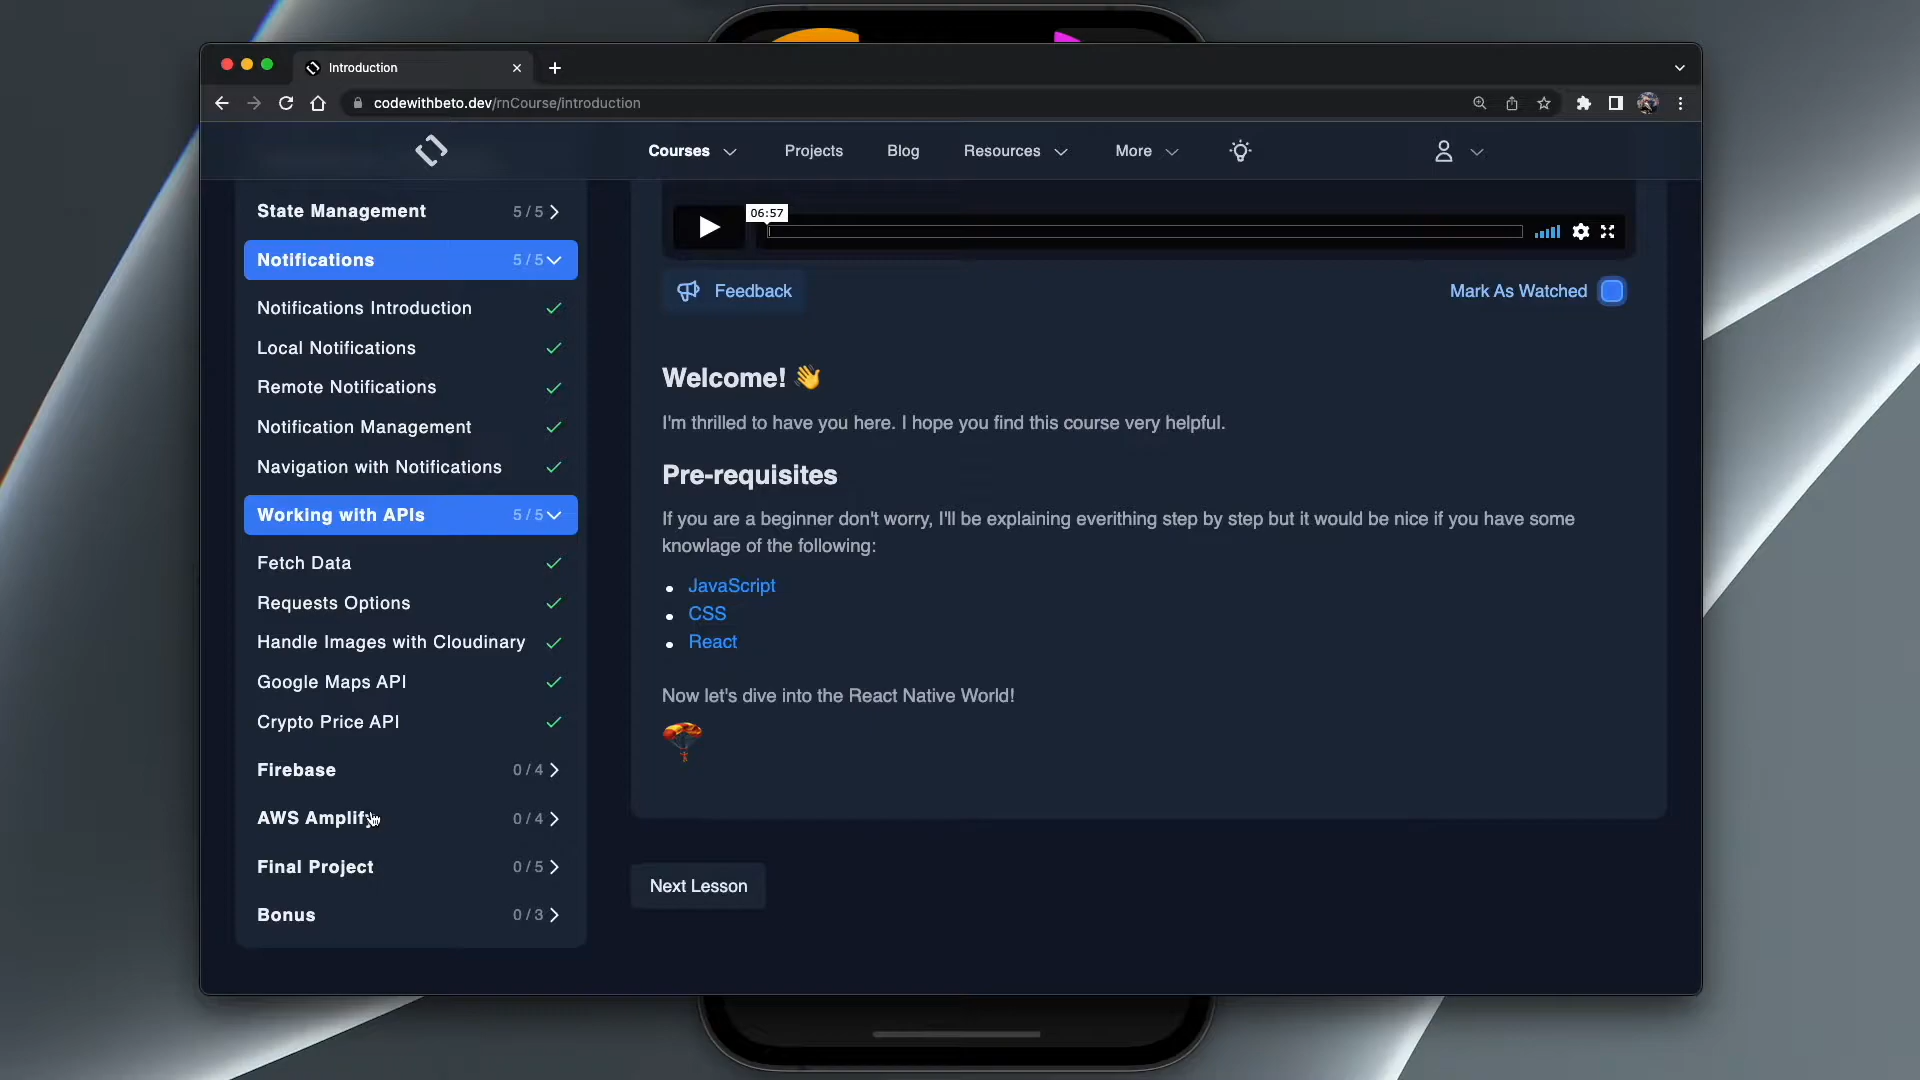 Introduction
codewithbeto.dev/rnCourse/introduction
Courses
Projects
Blog
Resources
More
State Management 5 / 5
Notifications 5 / 5
Notifications Introduction
Local Notifications
Remote Notifications
Notification Management
Navigation with Notifications
Working with APIs 5 / 5
Fetch Data
Requests Options
Handle Images with Cloudinary
Google Maps API
Crypto Price API
Firebase 0 / 4
AWS Amplify 0 / 4
Final Project 0 / 5
Bonus 0 / 3
06:57
Feedback
Mark As Watched
Welcome! 👋
I'm thrilled to have you here. I hope you find this course very helpful.
Pre-requisites
If you are a beginner don't worry, I'll be explaining everithing step by step but it would be nice if you have some
knowlage of the following:
JavaScript
CSS
React
Now let's dive into the React Native World!
🪂
Next Lesson